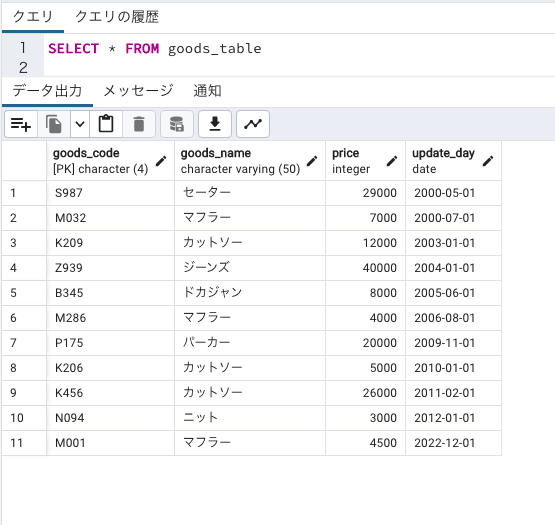 クエリ クエリの履歴
1 SELECT * FROM goods_table
2
データ出力 メッセージ 通知
goods_code goods_name price update_day
[PK] character (4) character varying (50) integer date
1 S987 セーター 29000 2000-05-01
2 M032 マフラー 7000 2000-07-01
3 K209 カットソー 12000 2003-01-01
4 Z939 ジーンズ 40000 2004-01-01
5 B345 ドカジャン 8000 2005-06-01
6 M286 マフラー 4000 2006-08-01
7 P175 パーカー 20000 2009-11-01
8 K206 カットソー 5000 2010-01-01
9 K456 カットソー 26000 2011-02-01
10 N094 ニット 3000 2012-01-01
11 M001 マフラー 4500 2022-12-01